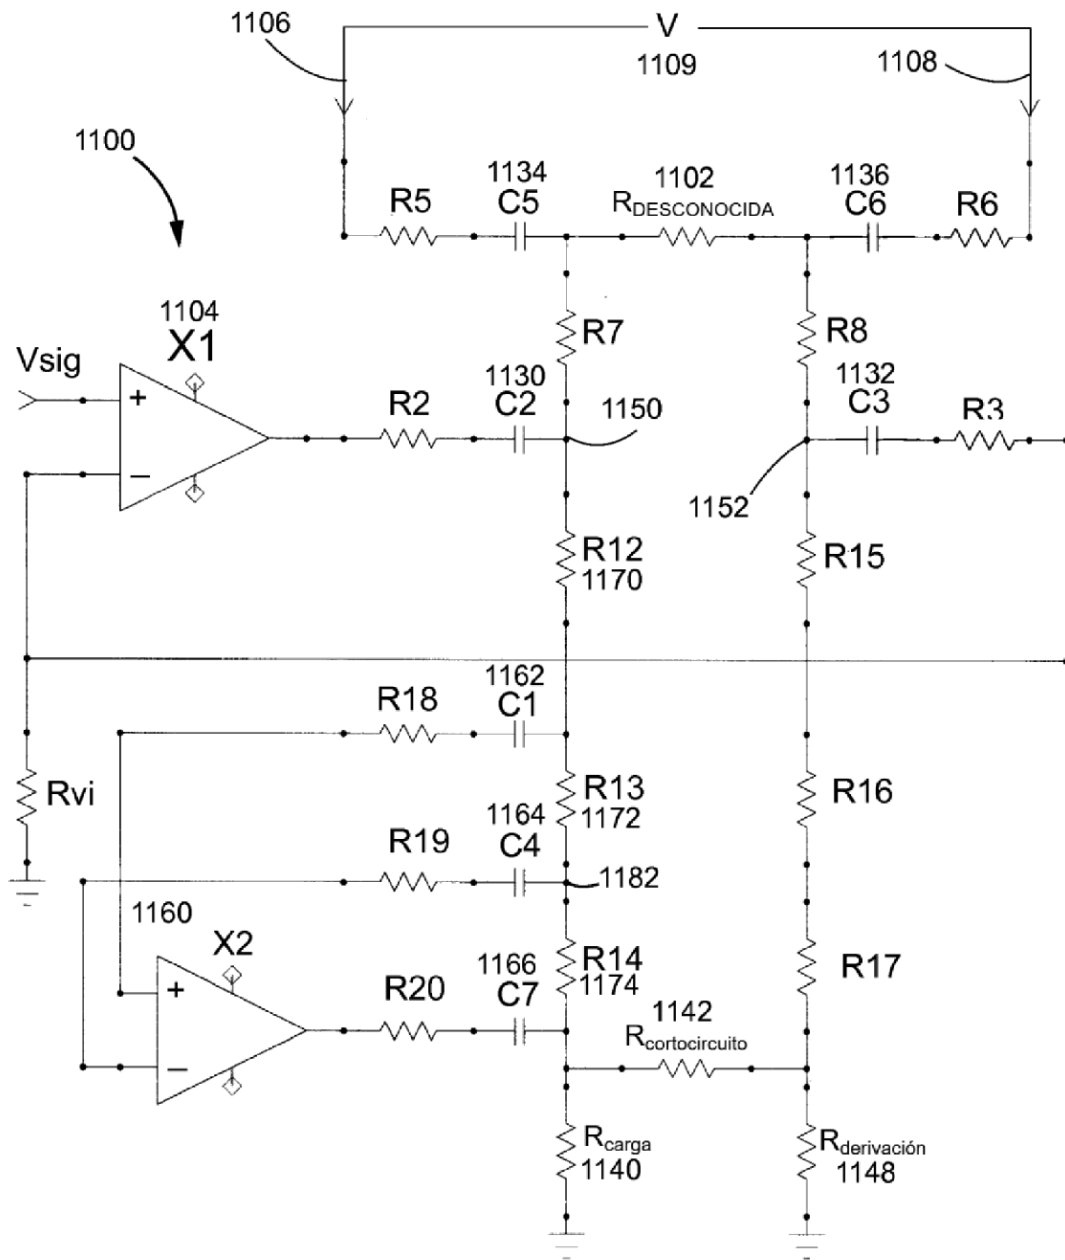 1106
V
1109
1108
1100
1134
C5
R5
1102
RDESCONOCIDA
1136
C6
R6
1104
X1
Vsig
+
−
R7
R8
R2
1130
C2
1150
1132
C3
R3
1152
R12
1170
R15
R18
1162
C1
Rvi
R13
1172
R16
R19
1164
C4
1182
1160
X2
+
−
R20
1166
C7
R14
1174
R17
1142
Rcortocircuito
Rcarga
1140
Rderivación
1148